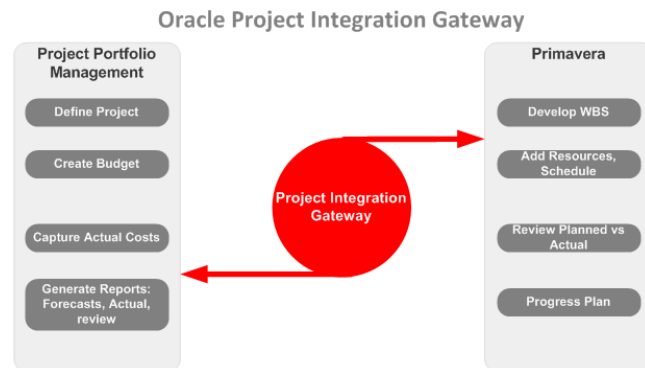 Oracle Project Integration Gateway
Project Portfolio
Management
Define Project
Create Budget
Capture Actual Costs
Generate Reports:
Forecasts, Actual,
review
Project Integration
Gateway
Primavera
Develop WBS
Add Resources,
Schedule
Review Planned vs
Actual
Progress Plan